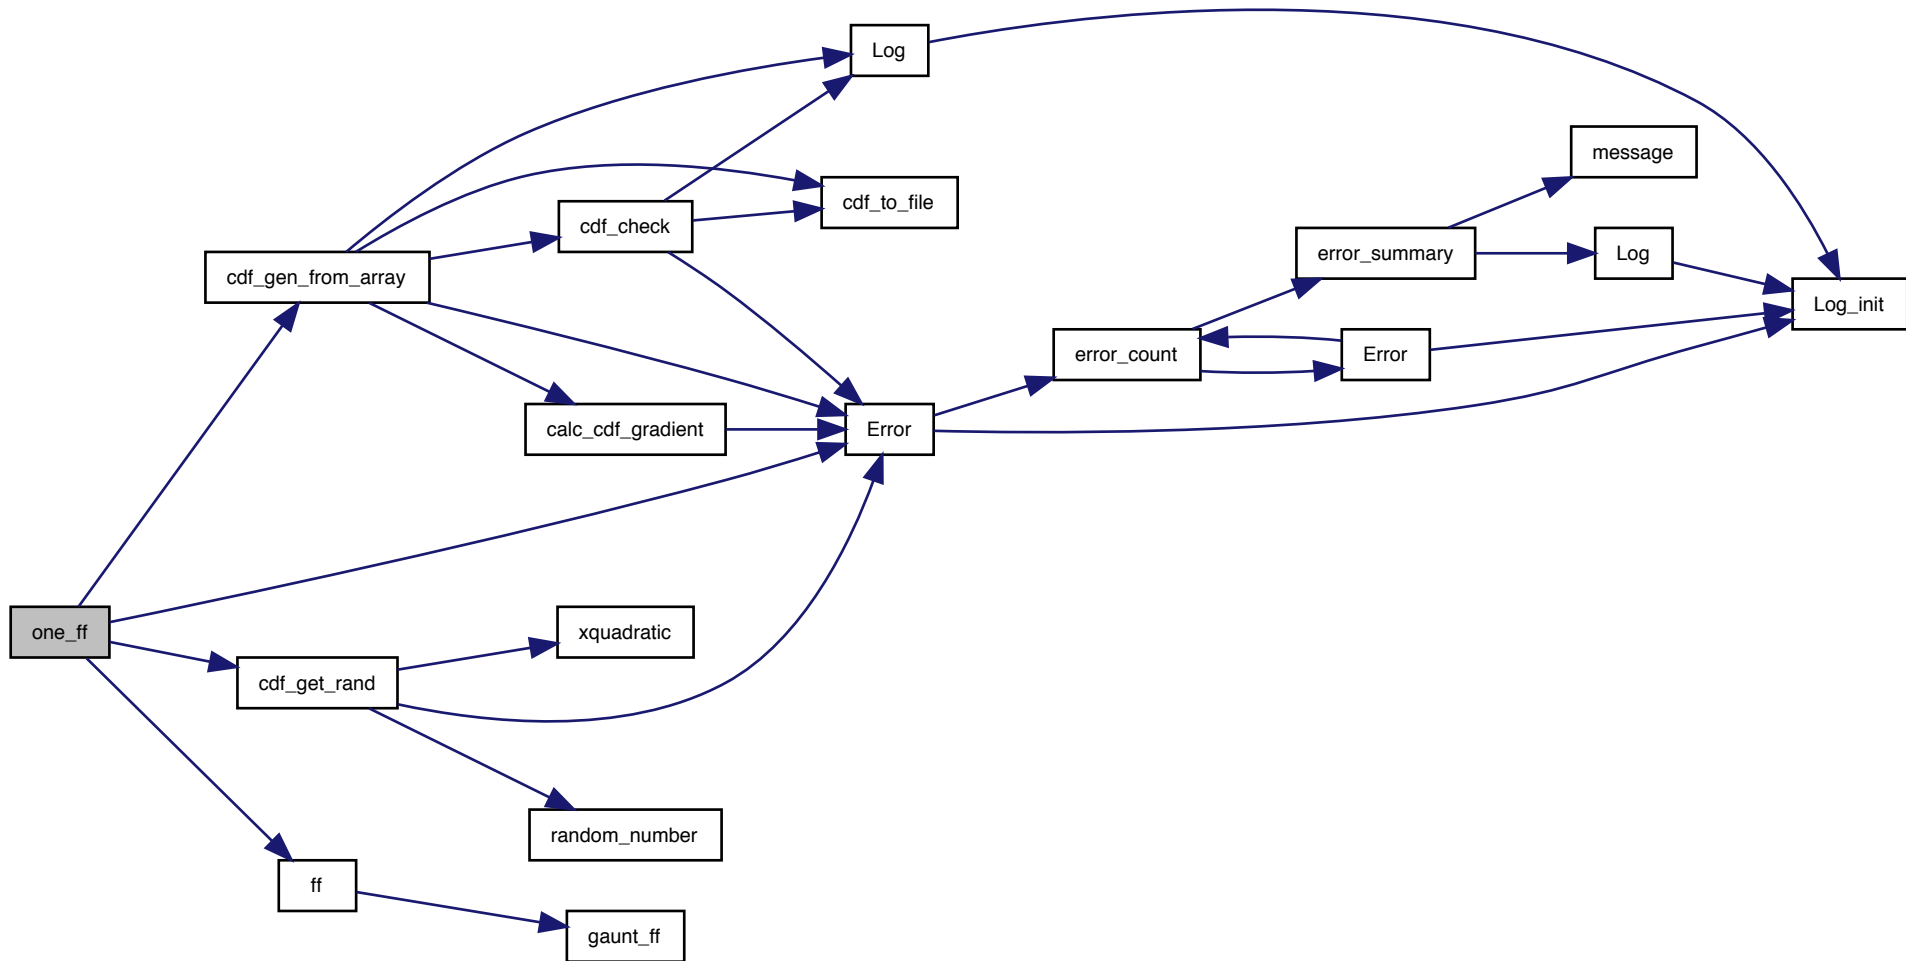 Log
message
cdf_to_file
cdf_check
error_summary
Log
cdf_gen_from_array
Log_init
error_count
Error
calc_cdf_gradient
Error
one_ff
xquadratic
cdf_get_rand
random_number
ff
gaunt_ff